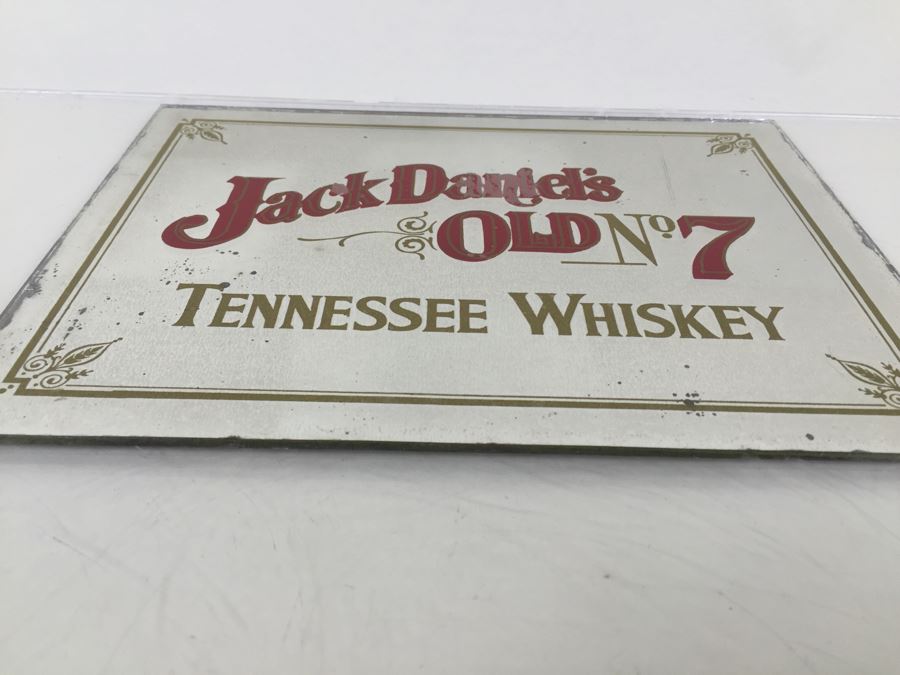 Jack Daniel's
OLD No 7
TENNESSEE WHISKEY